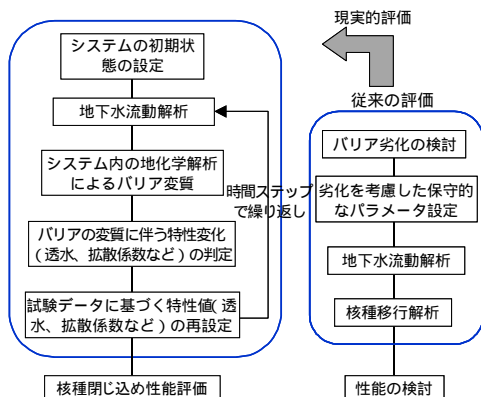 現実的評価
従来の評価
システムの初期状
態の設定
地下水流動解析
システム内の地化学解析
によるバリア変質
バリアの変質に伴う特性変化
(透水、拡散係数など)の判定
試験データに基づく特性値(透
水、拡散係数など)の再設定
時間ステップ
で繰り返し
核種閉じ込め性能評価
バリア劣化の検討
劣化を考慮した保守的
なパラメータ設定
地下水流動解析
核種移行解析
性能の検討